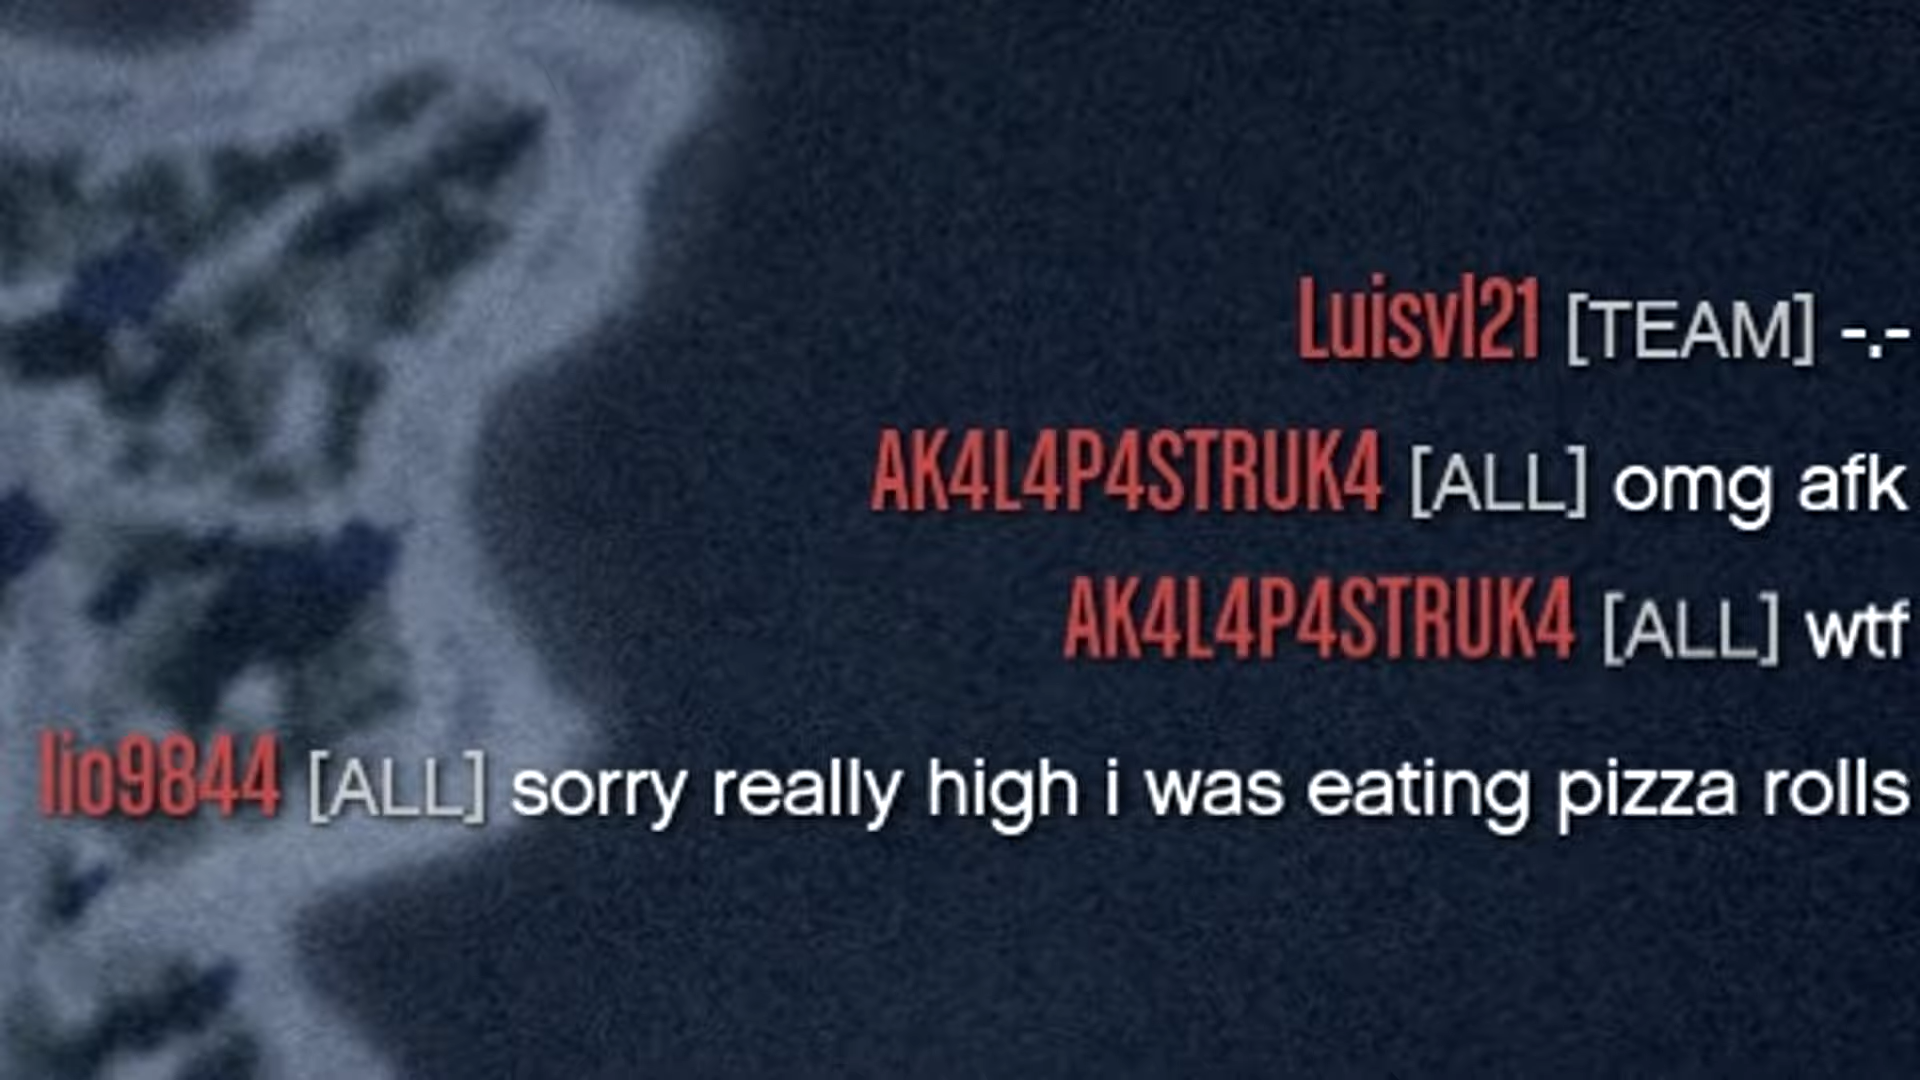 Luisvl21 [TEAM] -.-
AK4L4P4STRUK4 [ALL] omg afk
AK4L4P4STRUK4 [ALL] wtf
lio9844 [ALL] sorry really high i was eating pizza rolls